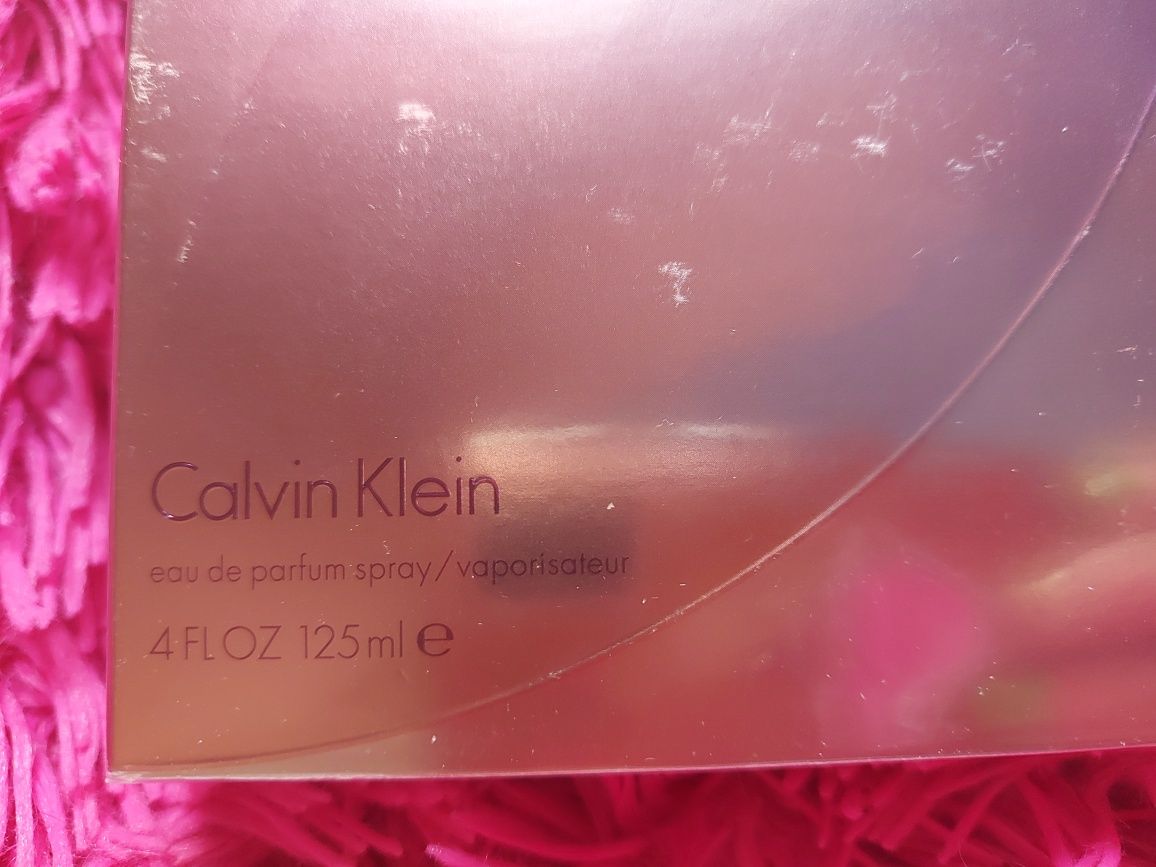 Calvin Klein
eau de parfum spray/vaporisateur
4 FL OZ 125 ml ℮